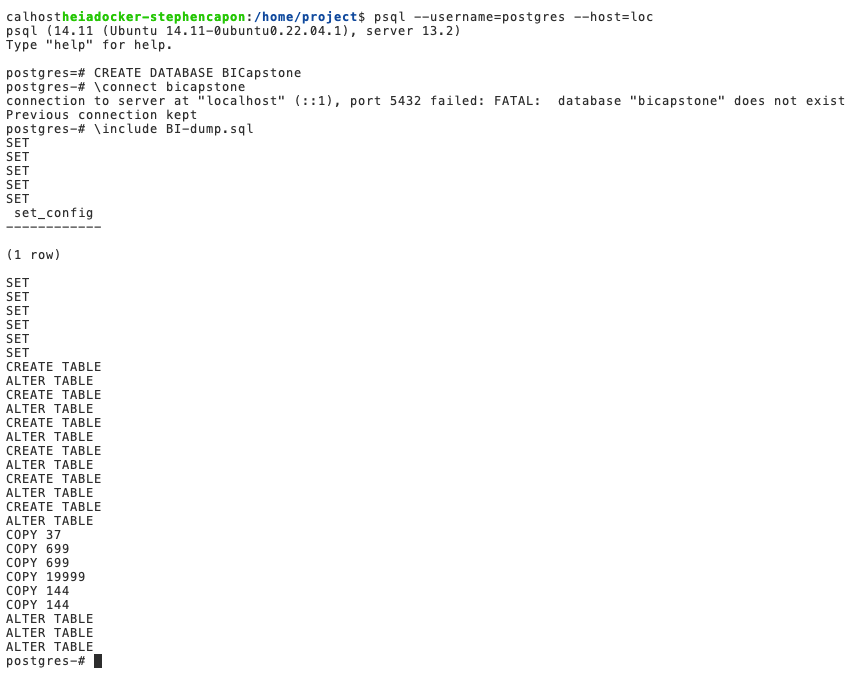 calhostheiadocker-stephencapon:/home/project$ psql --username=postgres --host=loc
psql (14.11 (Ubuntu 14.11-0ubuntu0.22.04.1), server 13.2)
Type "help" for help.
postgres=# CREATE DATABASE BICapstone
postgres-# \connect bicapstone
connection to server at "localhost" (::1), port 5432 failed: FATAL:  database "bicapstone" does not exist
Previous connection kept
postgres-# \include BI-dump.sql
SET
SET
SET
SET
SET
 set_config
------------
(1 row)
SET
SET
SET
SET
SET
SET
CREATE TABLE
ALTER TABLE
CREATE TABLE
ALTER TABLE
CREATE TABLE
ALTER TABLE
CREATE TABLE
ALTER TABLE
CREATE TABLE
ALTER TABLE
CREATE TABLE
ALTER TABLE
COPY 37
COPY 699
COPY 699
COPY 19999
COPY 144
COPY 144
ALTER TABLE
ALTER TABLE
ALTER TABLE
postgres-#